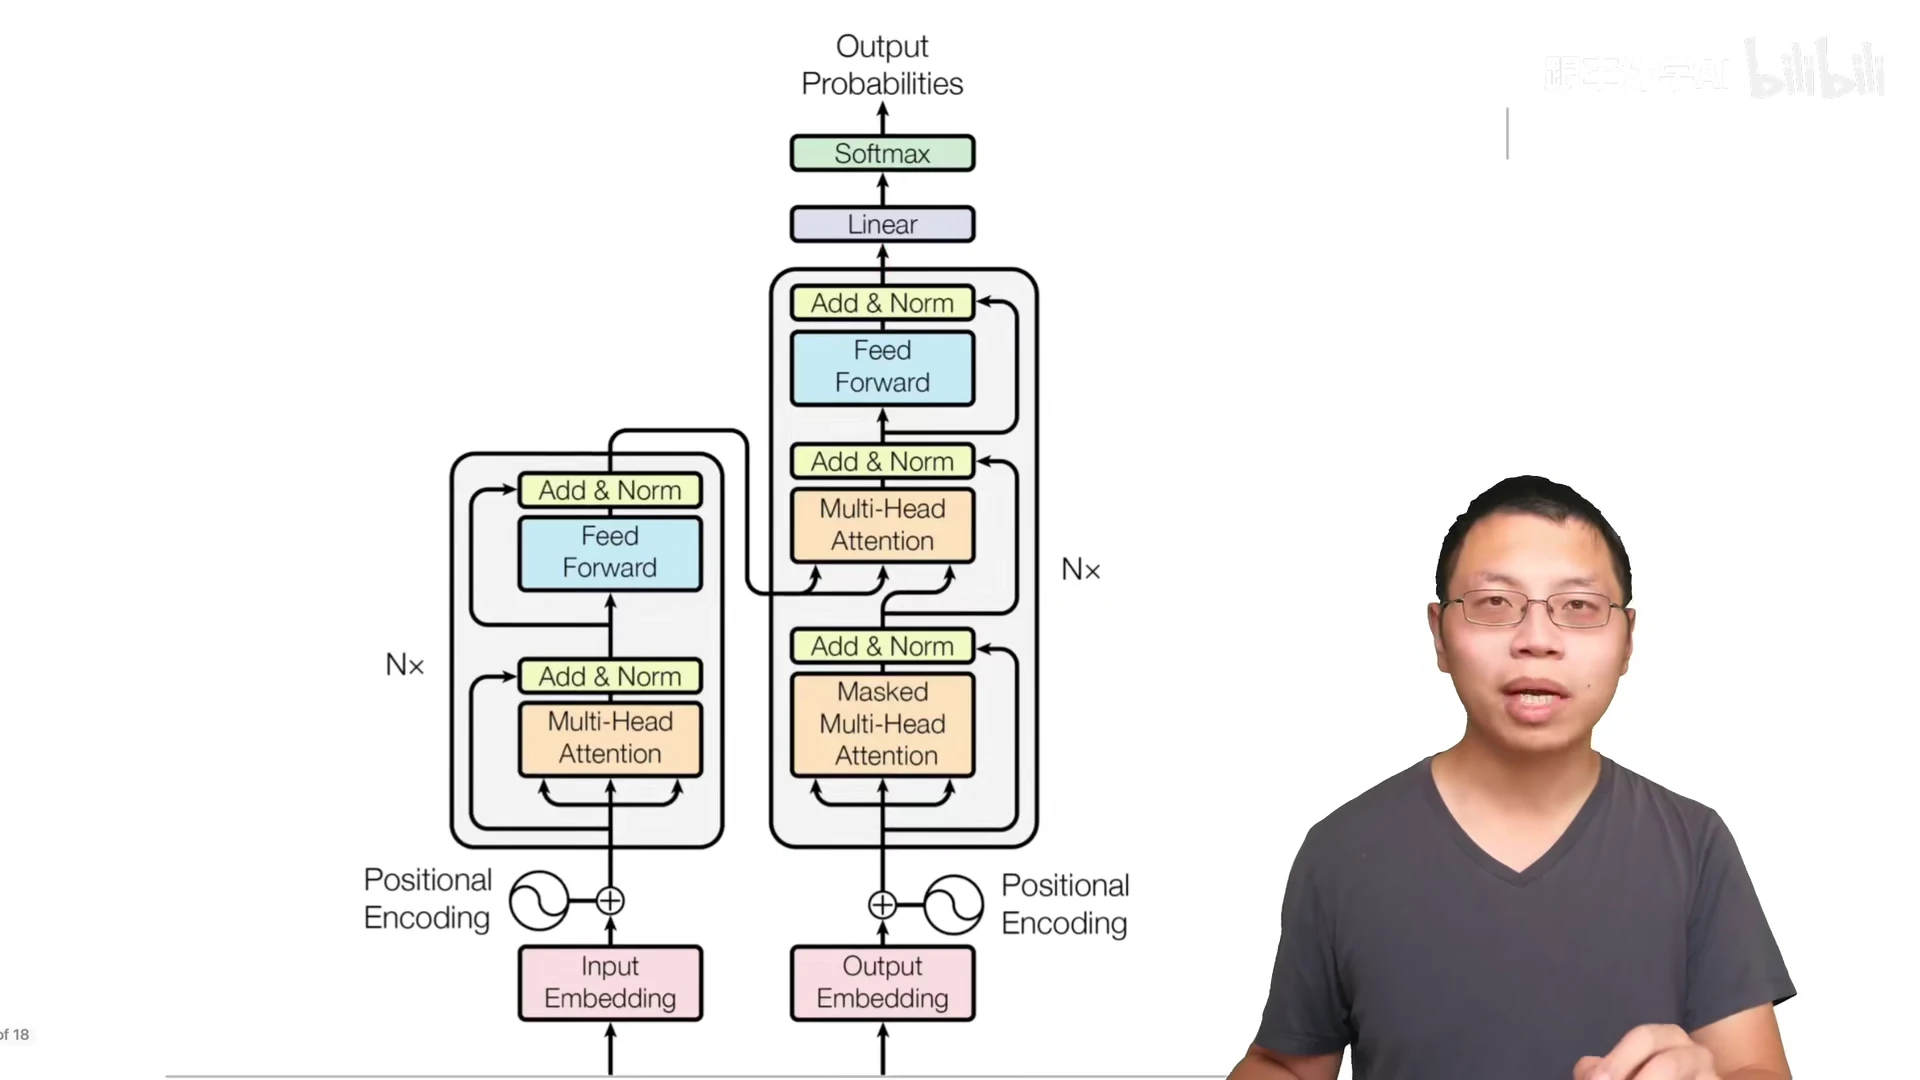 Output
Probabilities
Softmax
Linear
Add & Norm
Feed
Forward
Add & Norm
Multi-Head
Attention
Add & Norm
Masked
Multi-Head
Attention
Nx
Positional
Encoding
Output
Embedding
Add & Norm
Feed
Forward
Add & Norm
Multi-Head
Attention
Nx
Positional
Encoding
Input
Embedding
of 18
bilibili